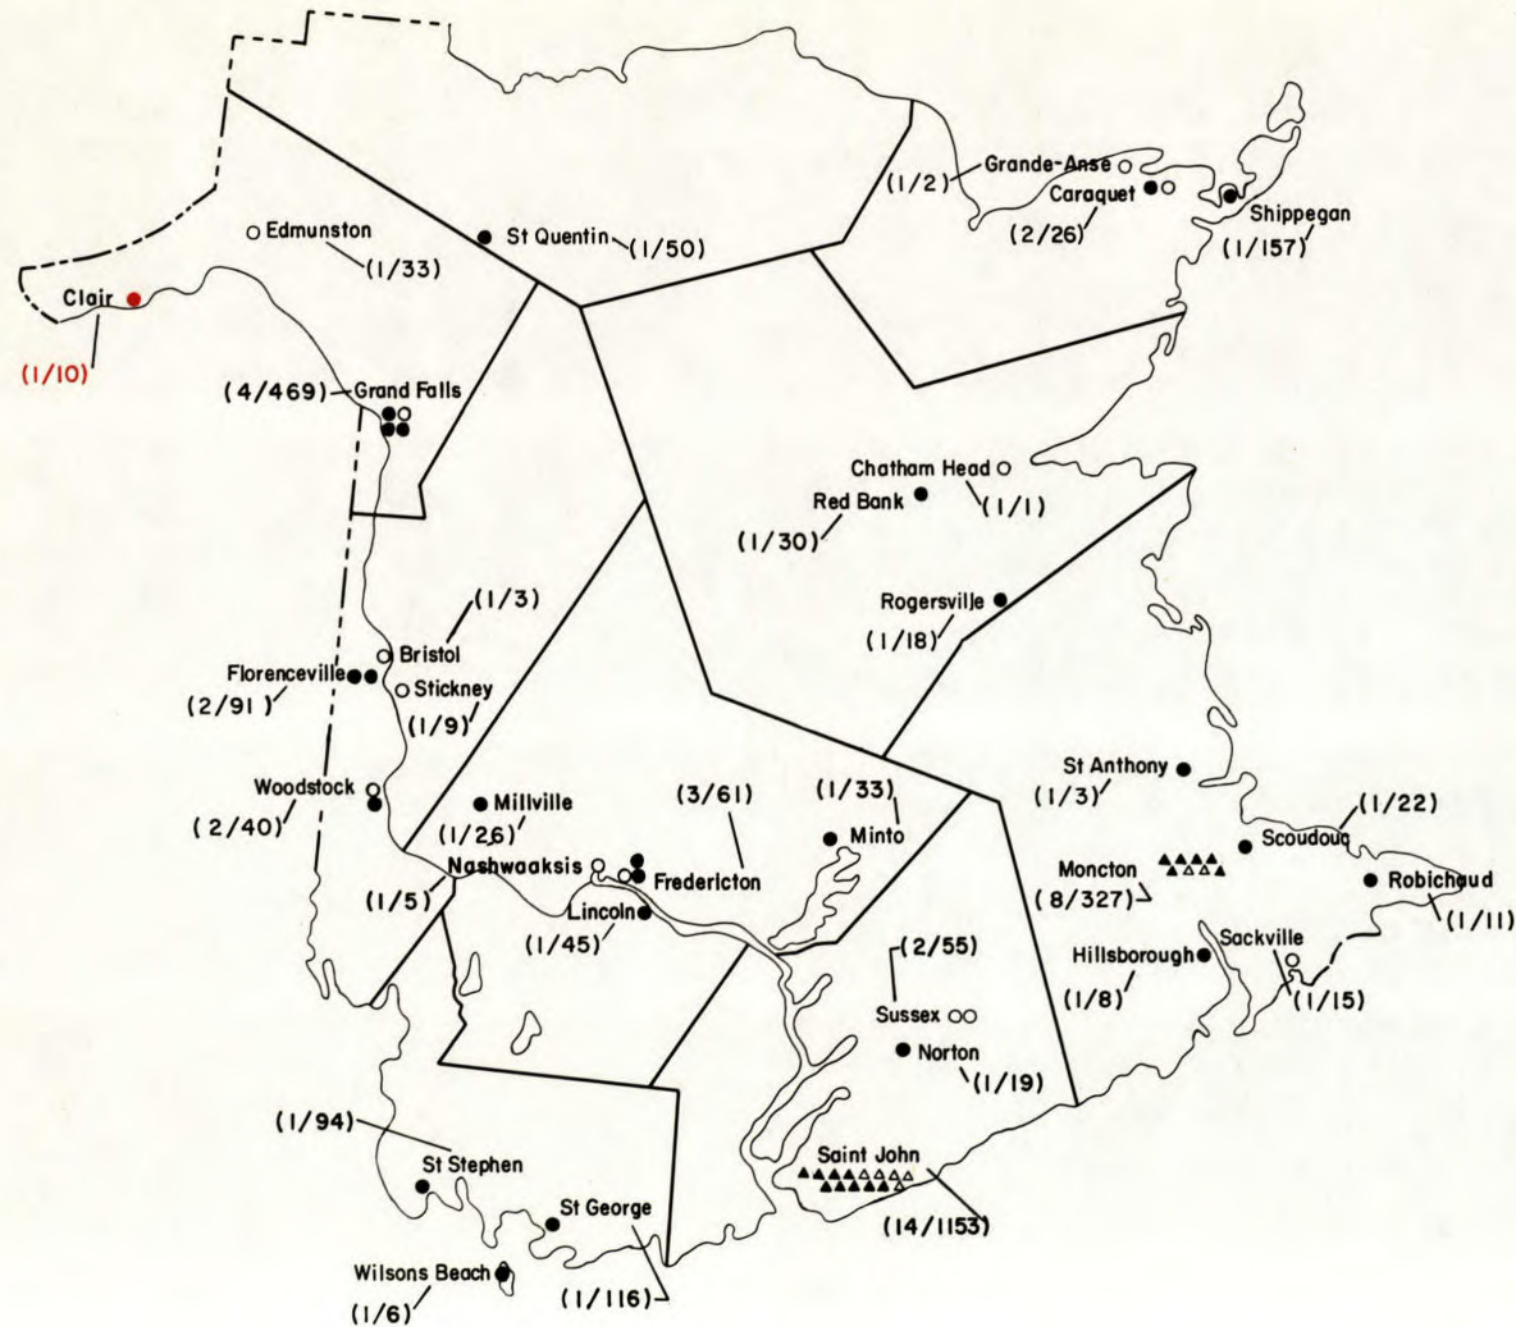 Grande-Anse
(1/2)
Caraquet
(2/26)
Shippegan
(1/157)
Edmunston
(1/33)
St Quentin
(1/50)
Clair
(1/10)
(4/469)
Grand Falls
Chatham Head
(1/1)
Red Bank
(1/30)
Rogersville
(1/18)
(1/3)
Bristol
Florenceville
(2/91)
Stickney
(1/9)
Woodstock
(2/40)
Millville
(1/26)
(3/61)
(1/33)
Minto
Nashwaaksis
(1/5)
Fredericton
Lincoln
(1/45)
St Anthony
(1/3)
(1/22)
Scoudouc
Moncton
(8/327)
Robichaud
(1/11)
Hillsborough
(1/8)
Sackville
(1/15)
(2/55)
Sussex
Norton
(1/19)
(1/94)
St Stephen
Saint John
(14/1153)
St George
(1/116)
Wilsons Beach
(1/6)